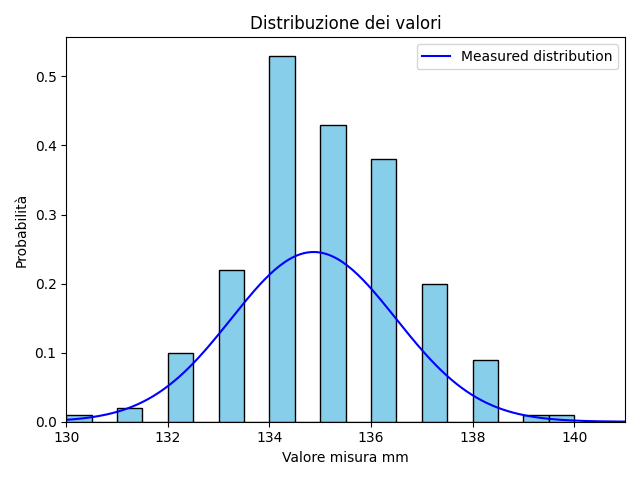 Distribuzione dei valori
Measured distribution
Probabilità
0.5
0.4
0.3
0.2
0.1
0.0
130 132 134 136 138 140
Valore misura mm